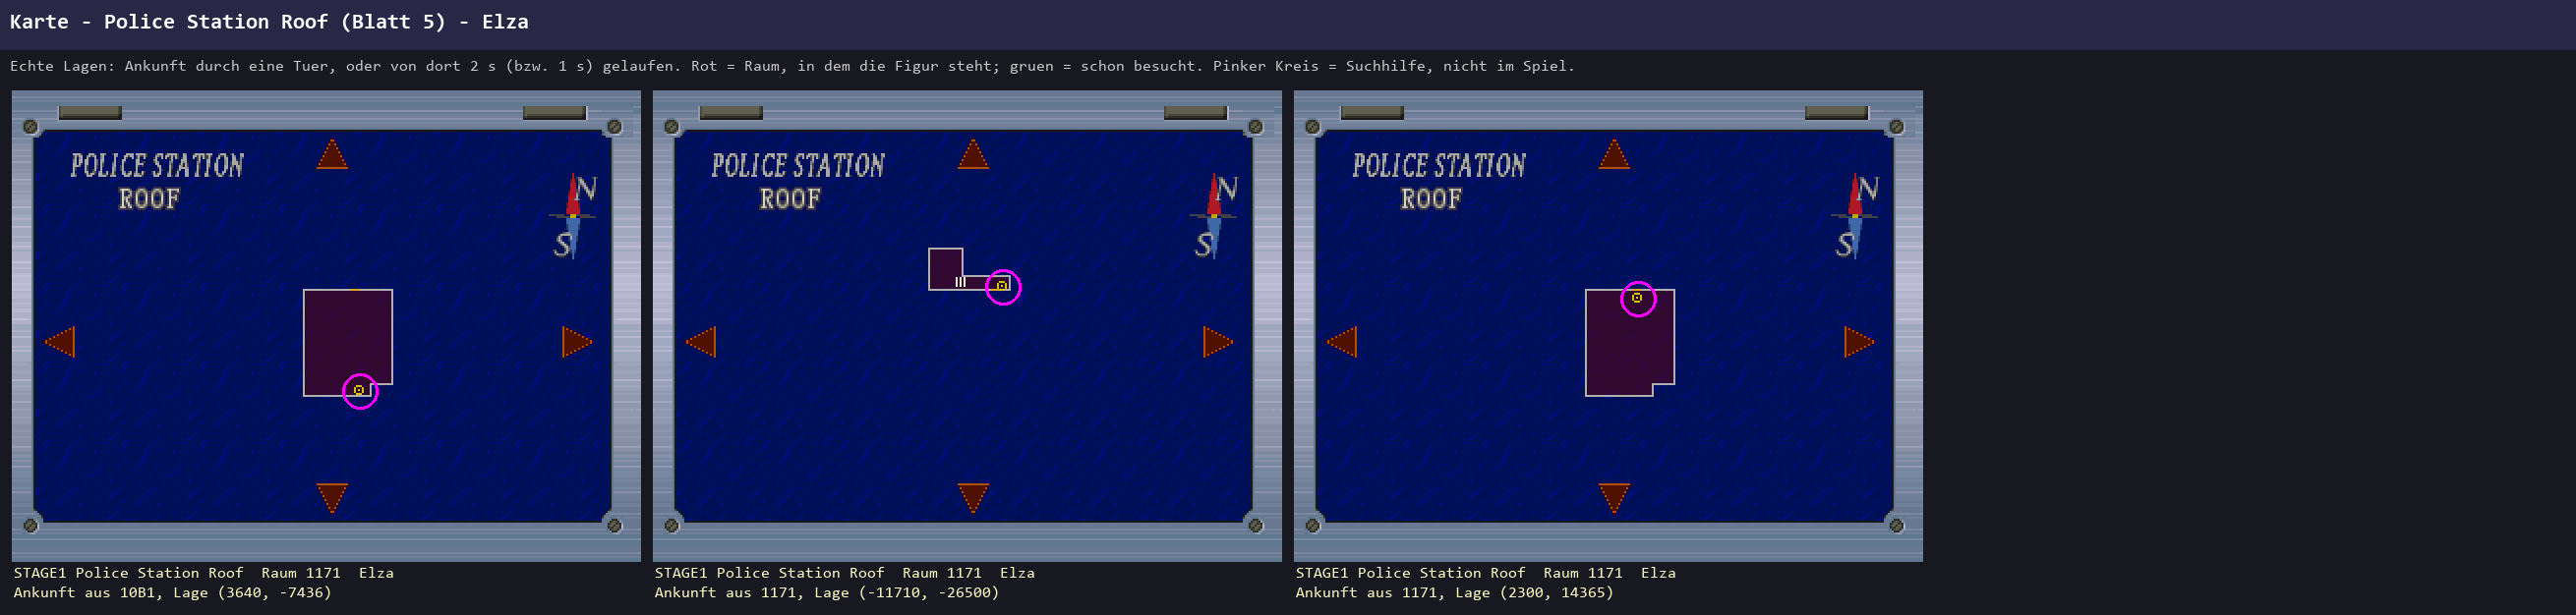 Karte - Police Station Roof (Blatt 5) - Elza
Echte Lagen: Ankunft durch eine Tuer, oder von dort 2 s (bzw. 1 s) gelaufen. Rot = Raum, in dem die Figur steht; gruen = schon besucht. Pinker Kreis = Suchhilfe, nicht im Spiel.
POLICE STATION
ROOF
N
S
STAGE1 Police Station Roof  Raum 1171  Elza
Ankunft aus 10B1, Lage (3640, -7436)
POLICE STATION
ROOF
N
S
STAGE1 Police Station Roof  Raum 1171  Elza
Ankunft aus 1171, Lage (-11710, -26500)
POLICE STATION
ROOF
N
S
STAGE1 Police Station Roof  Raum 1171  Elza
Ankunft aus 1171, Lage (2300, 14365)